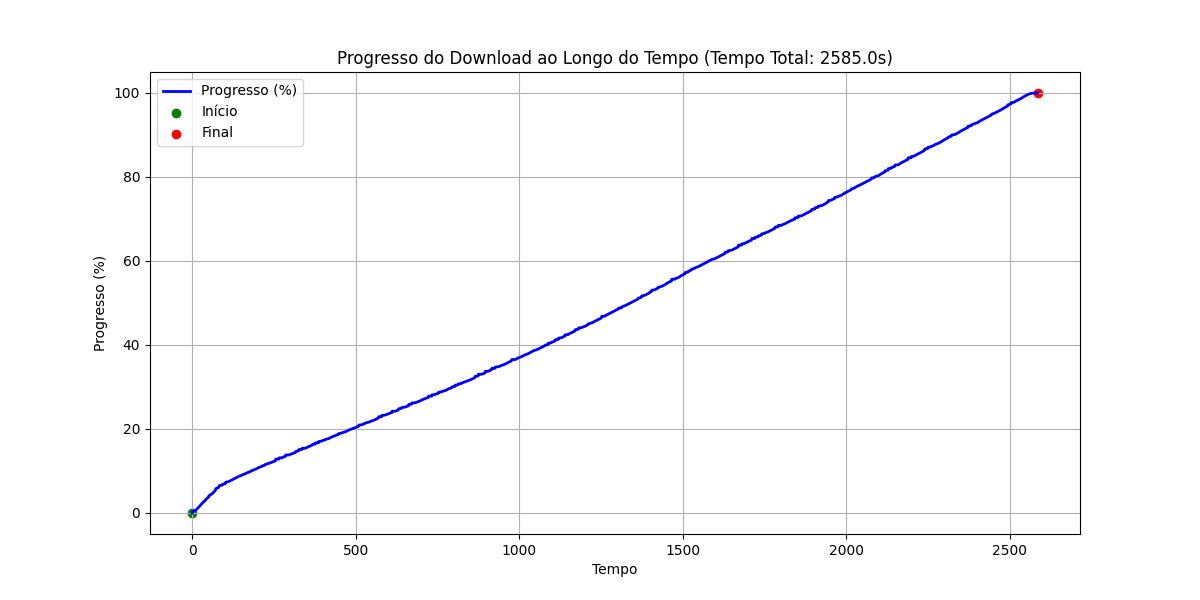 Progresso do Download ao Longo do Tempo (Tempo Total: 2585.0s)
Progresso (%)
Início
Final
100
80
60
40
20
0
Progresso (%)
0
500
1000
1500
2000
2500
Tempo